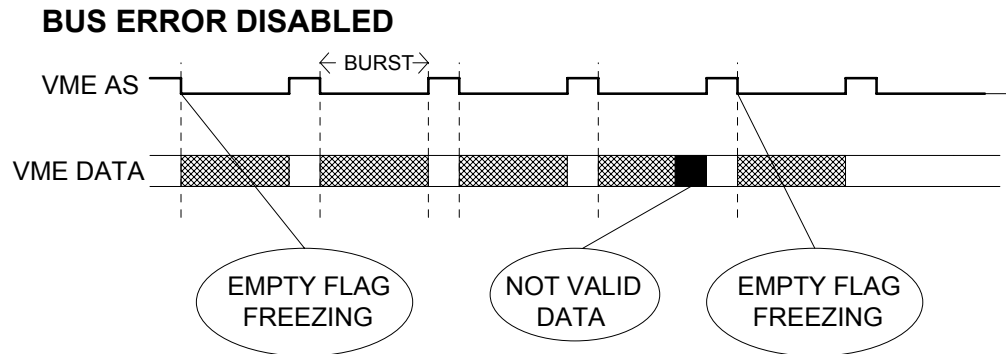 BUS ERROR DISABLED
BURST
VME AS
VME DATA
EMPTY FLAG
FREEZING
NOT VALID
DATA
EMPTY FLAG
FREEZING